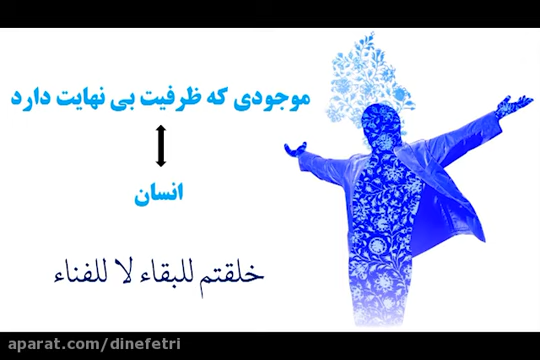 موجودی که ظرفیت بی نهایت دارد
انسان
خلقتم للبقاء لا للفناء
aparat.com/dinefetri